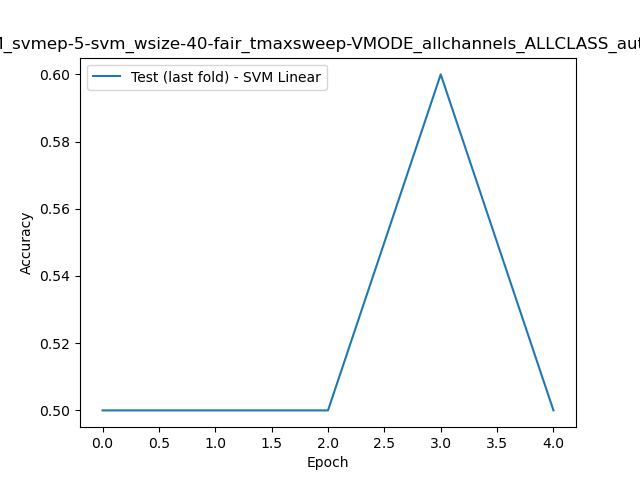 _svmep-5-svm_wsize-40-fair_tmaxsweep-VMODE_allchannels_ALLCLASS_au
Test (last fold) - SVM Linear
0.60
0.58
0.56
0.54
0.52
0.50
Accuracy
0.0 0.5 1.0 1.5 2.0 2.5 3.0 3.5 4.0
Epoch